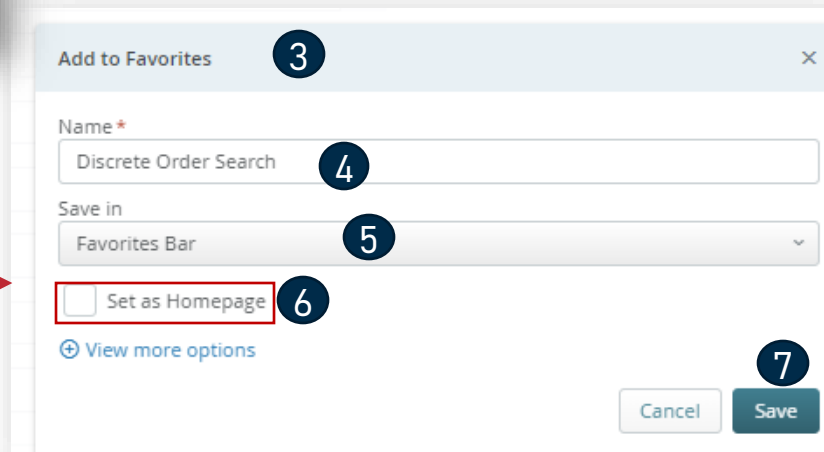 Add to Favorites 3 ×
Name*
Discrete Order Search 4
Save in
Favorites Bar 5
Set as Homepage 6
View more options
7
Cancel Save